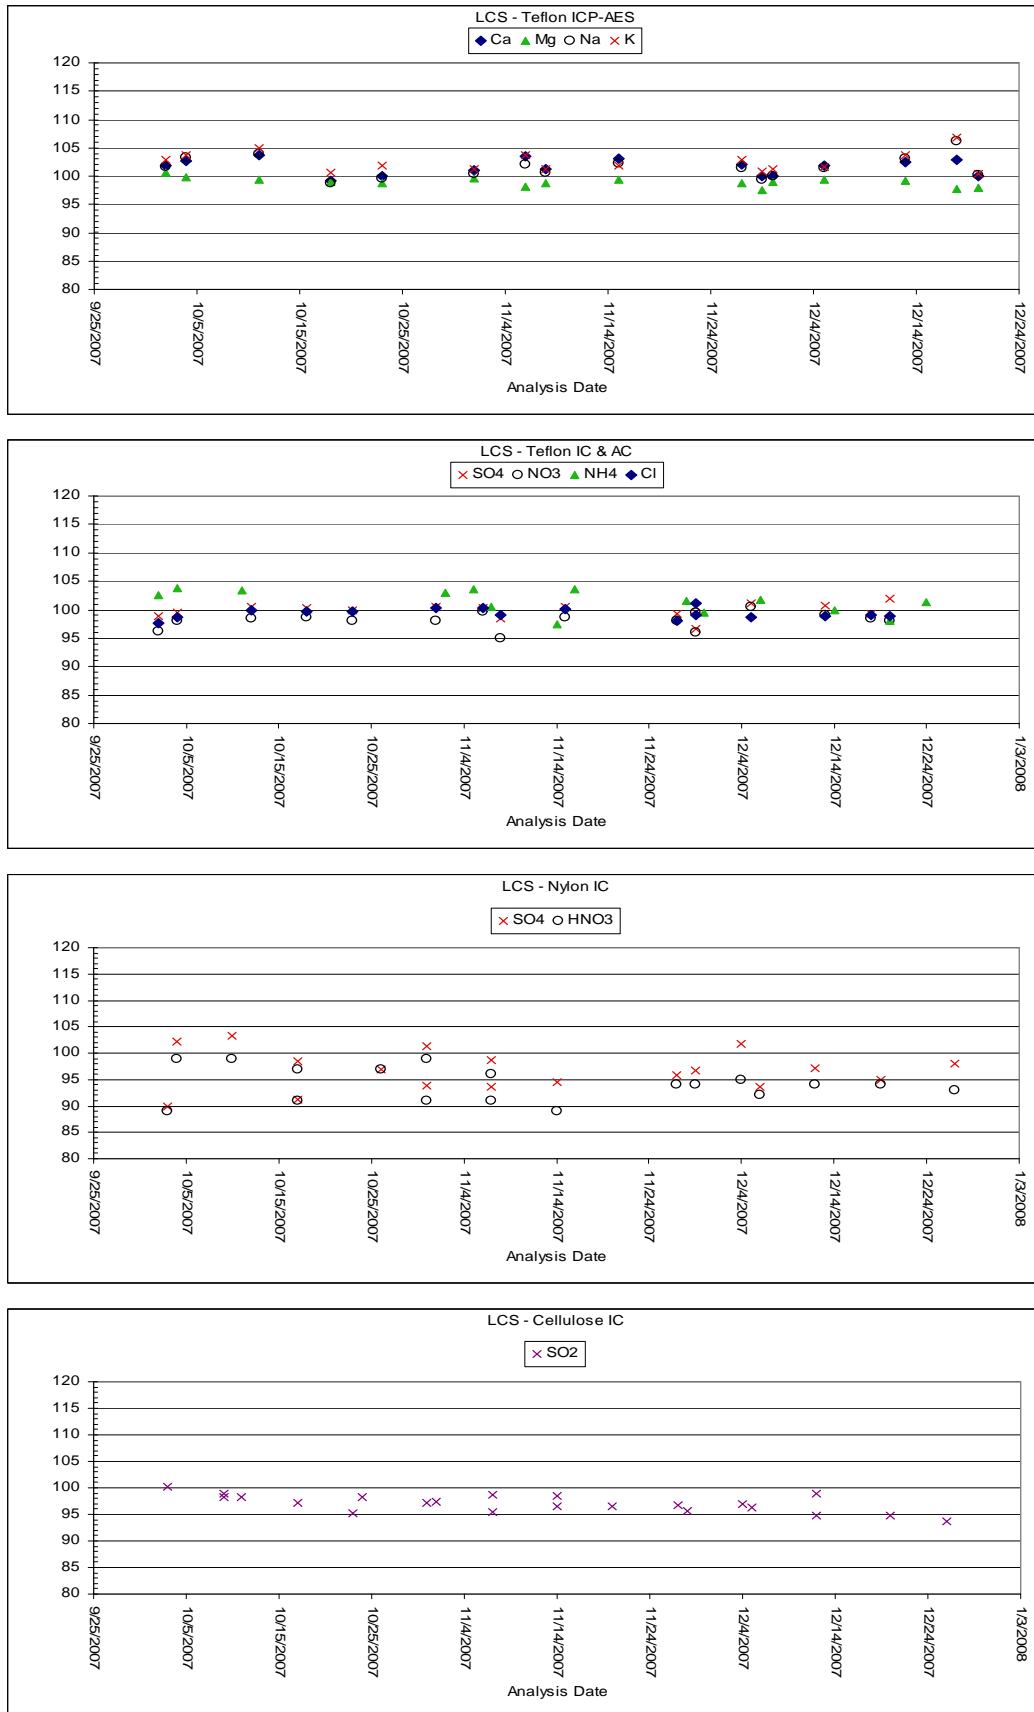 LCS - Teflon ICP-AES
Ca Mg Na K
120
115
110
105
100
95
90
85
80
9/25/2007 10/5/2007 10/15/2007 10/25/2007 11/4/2007 11/14/2007 11/24/2007 12/4/2007 12/14/2007 12/24/2007
Analysis Date
LCS - Teflon IC & AC
SO4 NO3 NH4 Cl
120
115
110
105
100
95
90
85
80
9/25/2007 10/5/2007 10/15/2007 10/25/2007 11/4/2007 11/14/2007 11/24/2007 12/4/2007 12/14/2007 12/24/2007 1/3/2008
Analysis Date
LCS - Nylon IC
SO4 HNO3
120
115
110
105
100
95
90
85
80
9/25/2007 10/5/2007 10/15/2007 10/25/2007 11/4/2007 11/14/2007 11/24/2007 12/4/2007 12/14/2007 12/24/2007 1/3/2008
Analysis Date
LCS - Cellulose IC
SO2
120
115
110
105
100
95
90
85
80
9/25/2007 10/5/2007 10/15/2007 10/25/2007 11/4/2007 11/14/2007 11/24/2007 12/4/2007 12/14/2007 12/24/2007 1/3/2008
Analysis Date